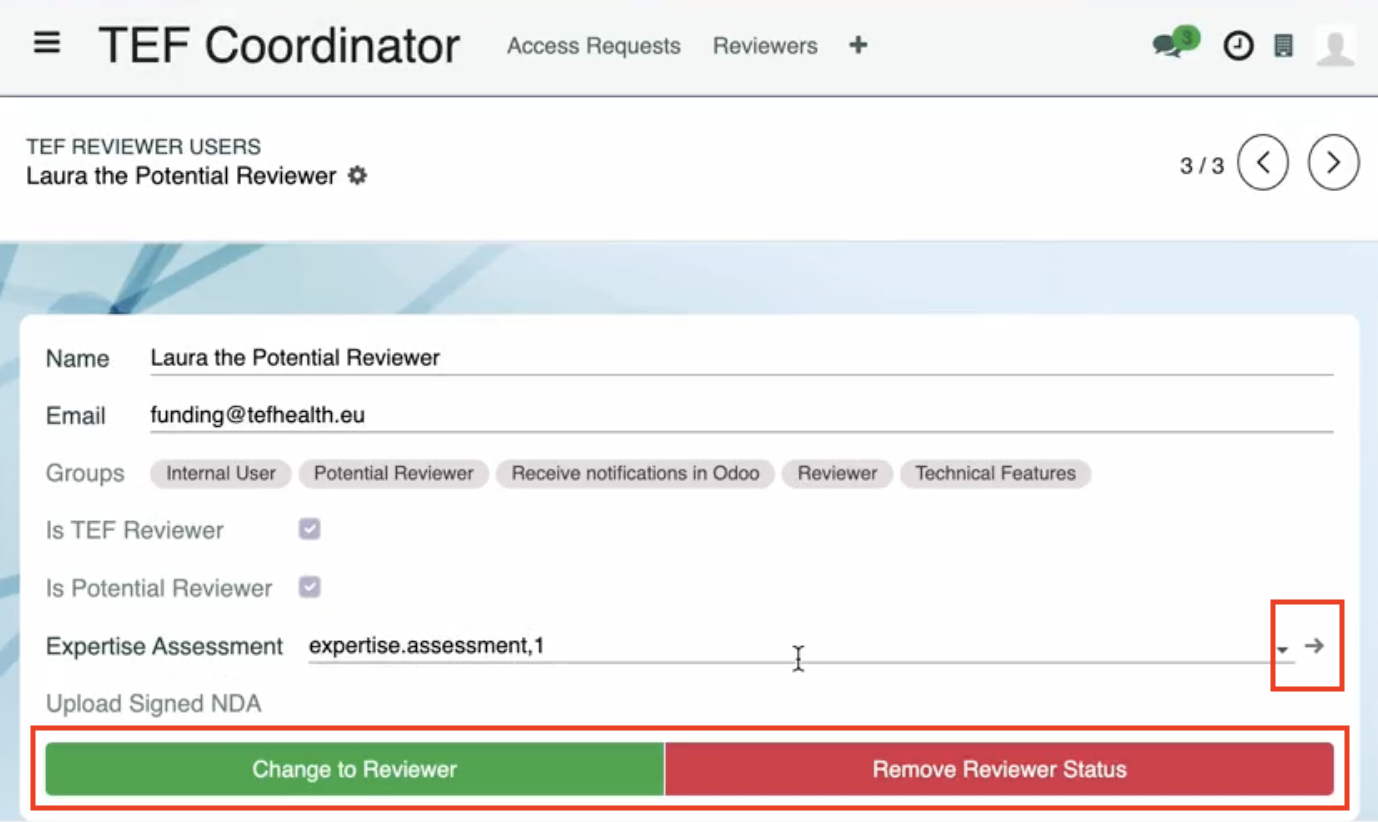 TEF Coordinator Access Requests Reviewers + 3
TEF REVIEWER USERS
Laura the Potential Reviewer
3 / 3
Name Laura the Potential Reviewer
Email funding@tefhealth.eu
Groups Internal User Potential Reviewer Receive notifications in Odoo Reviewer Technical Features
Is TEF Reviewer
Is Potential Reviewer
Expertise Assessment expertise.assessment,1
Upload Signed NDA
Change to Reviewer Remove Reviewer Status